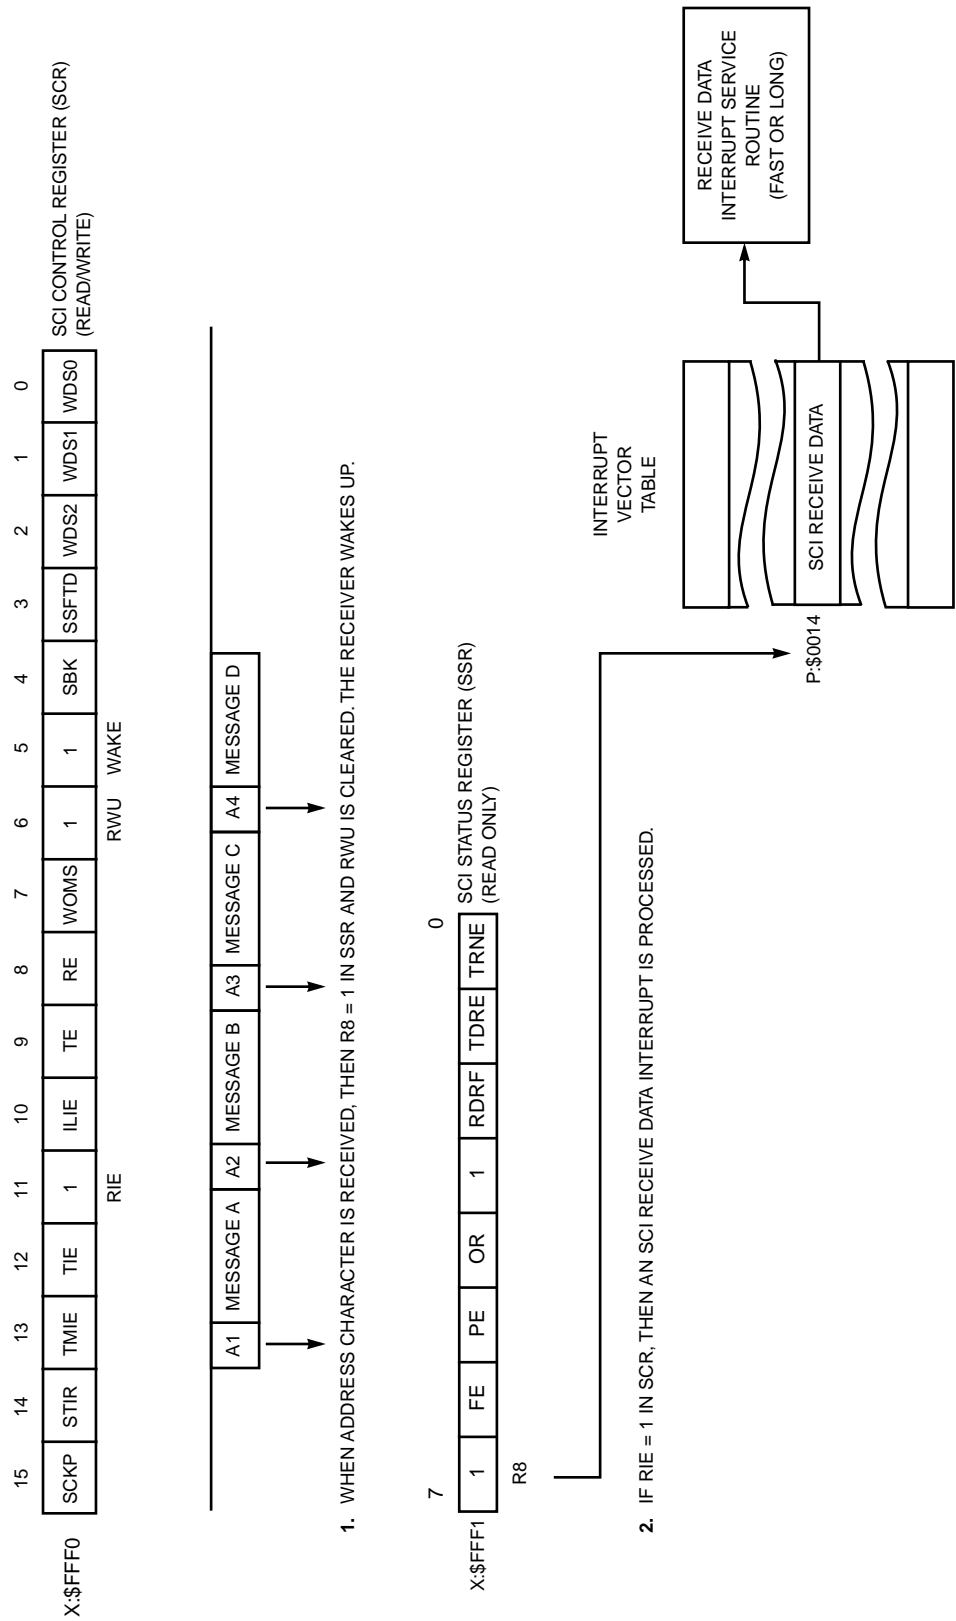 15 14 13 12 11 10 9 8 7 6 5 4 3 2 1 0
X:$FFF0 SCKP STIR TMIE TIE 1 ILIE TE RE WOMS 1 1 SBK SSFTD WDS2 WDS1 WDS0 SCI CONTROL REGISTER (SCR)
(READ/WRITE)
RIE RWU WAKE
A1 MESSAGE A A2 MESSAGE B A3 MESSAGE C A4 MESSAGE D
1. WHEN ADDRESS CHARACTER IS RECEIVED, THEN R8 = 1 IN SSR AND RWU IS CLEARED. THE RECEIVER WAKES UP.
7 0
X:$FFF1 1 FE PE OR 1 RDRF TDRE TRNE SCI STATUS REGISTER (SSR)
(READ ONLY)
R8
2. IF RIE = 1 IN SCR, THEN AN SCI RECEIVE DATA INTERRUPT IS PROCESSED.
INTERRUPT
VECTOR
TABLE
P:$0014 SCI RECEIVE DATA
RECEIVE DATA
INTERRUPT SERVICE
ROUTINE
(FAST OR LONG)